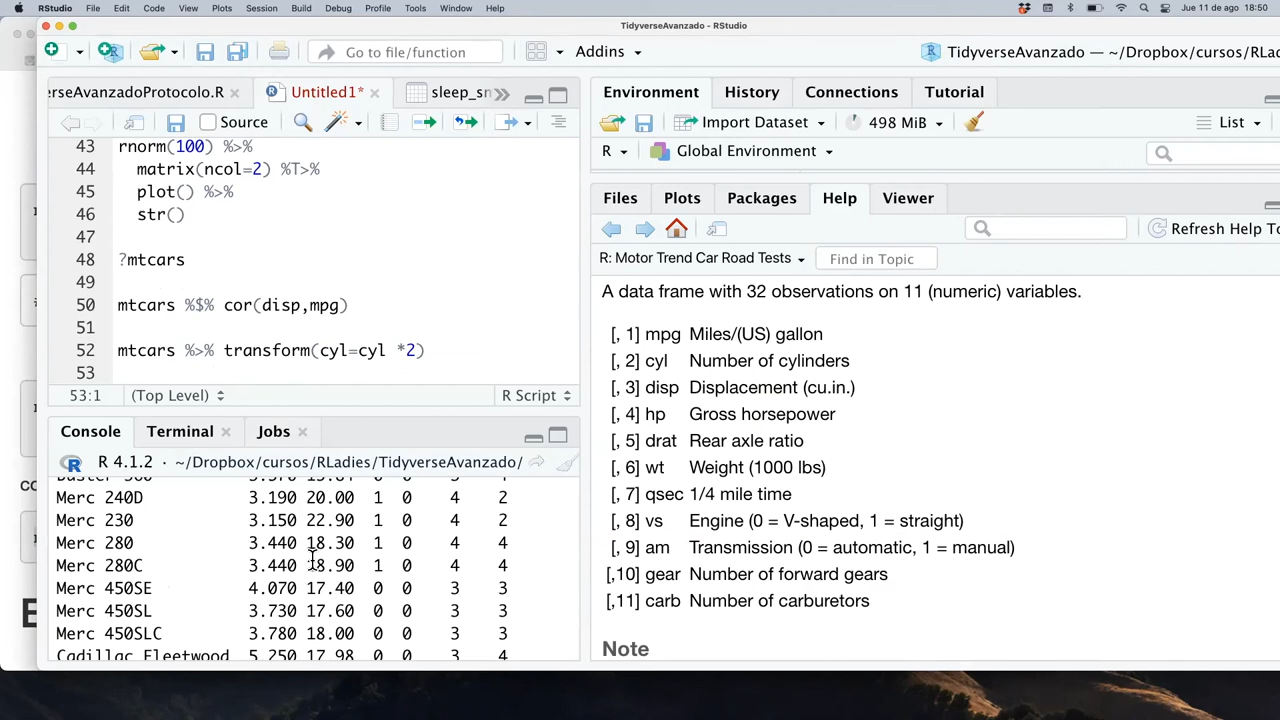 RStudio File Edit Code View Plots Session Build Debug Profile Tools Window Help Jue 11 de ago 18:50
TidyverseAvanzado - RStudio
Go to file/function Addins TidyverseAvanzado — ~/Dropbox/cursos/RLa
erseAvanzadoProtocolo.R Untitled1* sleep_sm
Source
43 rnorm(100) %>%
44 matrix(ncol=2) %T>%
45 plot() %>%
46 str()
47
48 ?mtcars
49
50 mtcars %$% cor(disp,mpg)
51
52 mtcars %>% transform(cyl=cyl *2)
53
53:1 (Top Level) R Script
Console Terminal Jobs
R 4.1.2 · ~/Dropbox/cursos/RLadies/TidyverseAvanzado/
Merc 240D 3.190 20.00 1 0 4 2
Merc 230 3.150 22.90 1 0 4 2
Merc 280 3.440 18.30 1 0 4 4
Merc 280C 3.440 18.90 1 0 4 4
Merc 450SE 4.070 17.40 0 0 3 3
Merc 450SL 3.730 17.60 0 0 3 3
Merc 450SLC 3.780 18.00 0 0 3 3
Cadillac Fleetwood 5.250 17.98 0 0 3 4
Environment History Connections Tutorial
Import Dataset 498 MiB List
R Global Environment
Files Plots Packages Help Viewer
Refresh Help To
R: Motor Trend Car Road Tests Find in Topic
A data frame with 32 observations on 11 (numeric) variables.
[, 1] mpg Miles/(US) gallon
[, 2] cyl Number of cylinders
[, 3] disp Displacement (cu.in.)
[, 4] hp Gross horsepower
[, 5] drat Rear axle ratio
[, 6] wt Weight (1000 lbs)
[, 7] qsec 1/4 mile time
[, 8] vs Engine (0 = V-shaped, 1 = straight)
[, 9] am Transmission (0 = automatic, 1 = manual)
[,10] gear Number of forward gears
[,11] carb Number of carburetors
Note